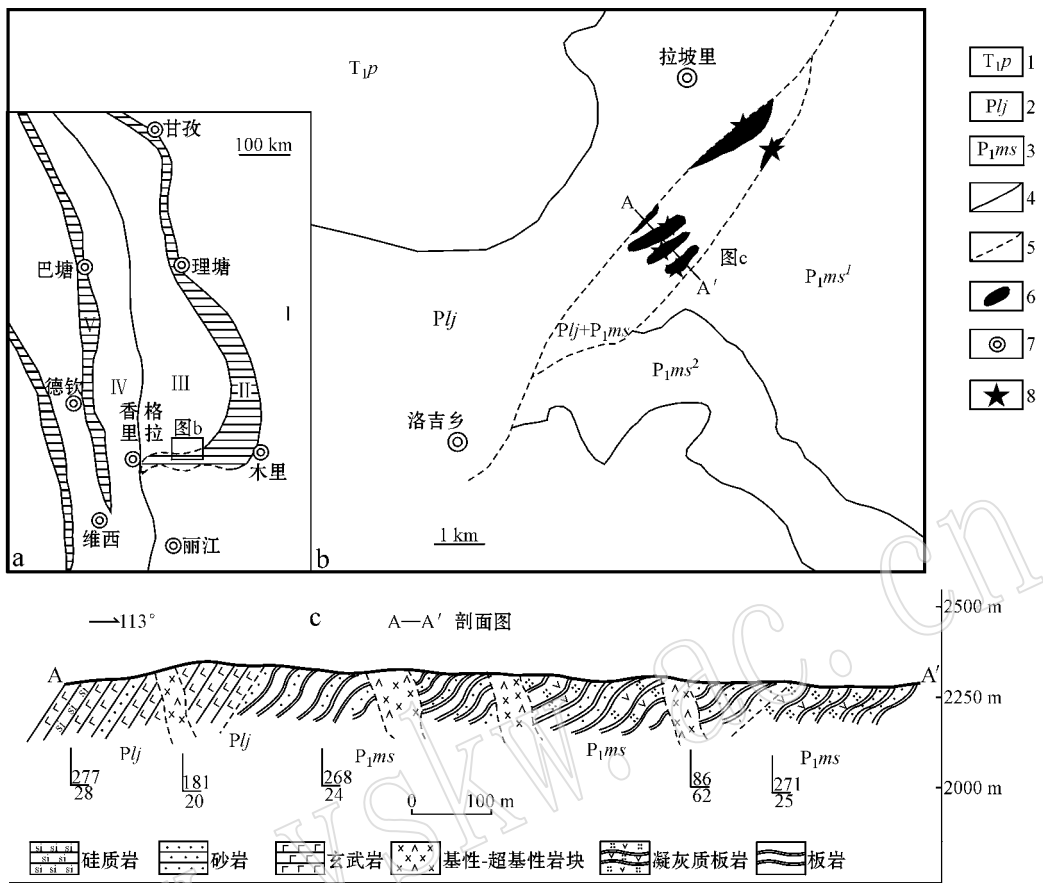 T₁p
拉坡里
T₁p 1
Plj 2
P₁ms 3
4
5
6
7
8
甘孜
100 km
巴塘
理塘
I
V
德钦
IV
III
II
香格里拉
图b
木里
维西
丽江
a
A
图c
A′
P₁ms¹
Plj
Plj+P₁ms
P₁ms²
洛吉乡
1 km
b
→113°
c
A—A′ 剖面图
2500 m
A
A′
2250 m
Plj
Plj
P₁ms
P₁ms
P₁ms
277
28
181
20
268
24
0 100 m
86
62
271
25
2000 m
硅质岩
砂岩
玄武岩
基性-超基性岩块
凝灰质板岩
板岩